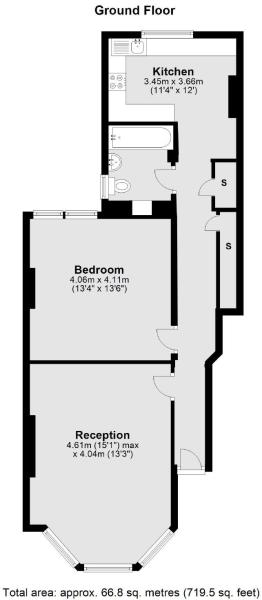 Ground Floor
Kitchen
3.45m x 3.66m
(11'4" x 12')
S
S
Bedroom
4.06m x 4.11m
(13'4" x 13'6")
Reception
4.61m (15'1") max
x 4.04m (13'3")
Total area: approx. 66.8 sq. metres (719.5 sq. feet)